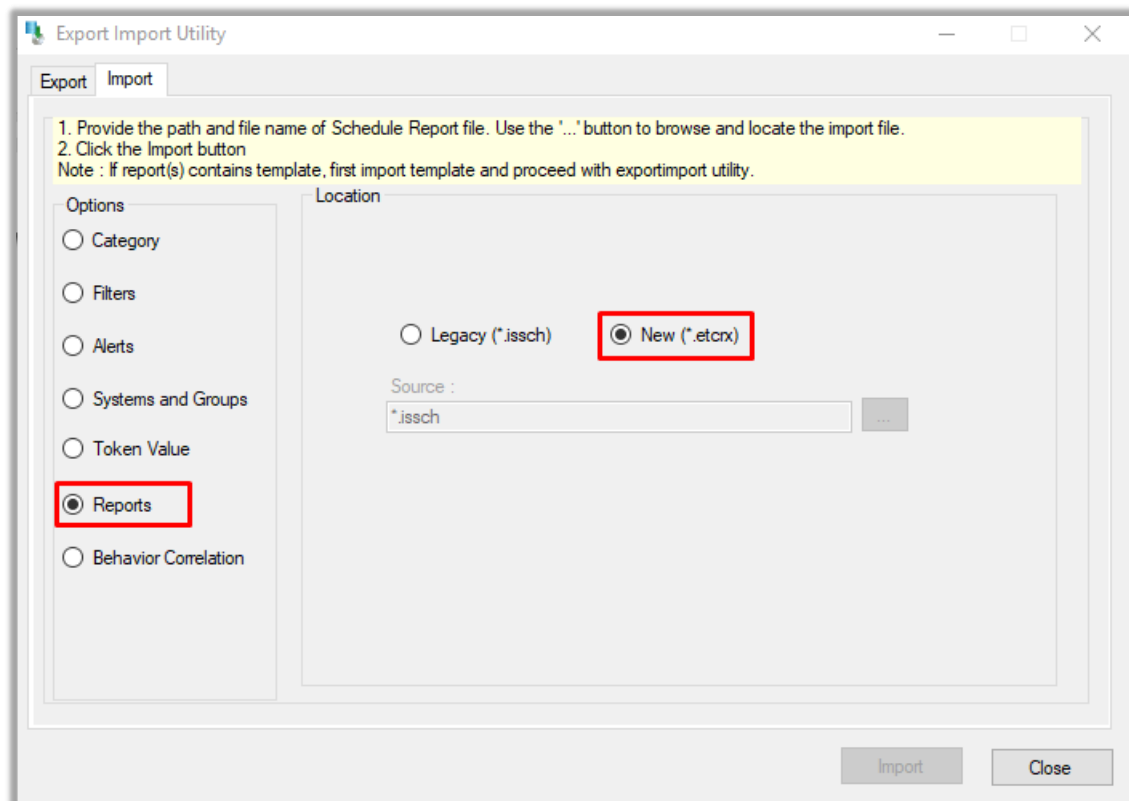 Export Import Utility
Export
Import
1. Provide the path and file name of Schedule Report file. Use the '...' button to browse and locate the import file.
2. Click the Import button
Note : If report(s) contains template, first import template and proceed with exportimport utility.
Options
Category
Filters
Alerts
Systems and Groups
Token Value
Reports
Behavior Correlation
Location
Legacy (*.issch)
New (*.etcrx)
Source :
*.issch
...
Import
Close